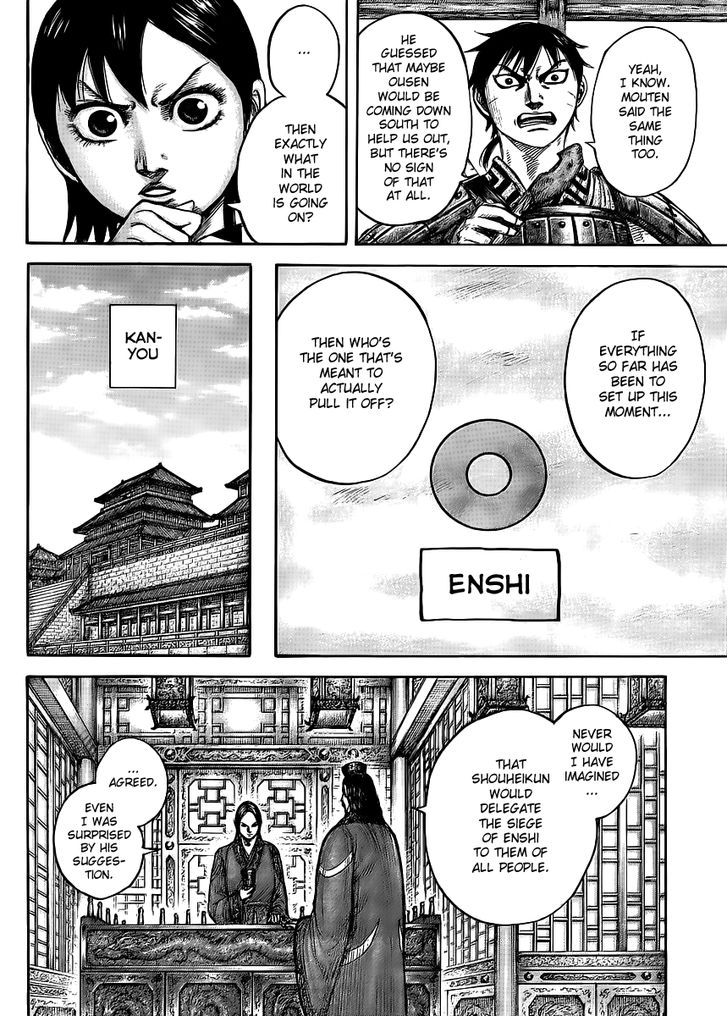 YEAH,
I KNOW.
MOUTEN
SAID THE
SAME
THING
TOO.
HE
GUESSED
THAT MAYBE
OUSEN
WOULD BE
COMING DOWN
SOUTH TO
HELP US OUT,
BUT THERE'S
NO SIGN
OF THAT
AT ALL.
...
THEN
EXACTLY
WHAT
IN THE
WORLD
IS GOING
ON?
IF
EVERYTHING
SO FAR HAS
BEEN TO
SET UP THIS
MOMENT...
THEN WHO'S
THE ONE THAT'S
MEANT TO
ACTUALLY
PULL IT OFF?
ENSHI
KAN-
YOU
NEVER
WOULD
I HAVE
IMAGINED
...
THAT
SHOUHEIKUN
WOULD
DELEGATE
THE SIEGE
OF ENSHI
TO THEM OF
ALL PEOPLE.
...
AGREED.
EVEN
I WAS
SURPRISED
BY HIS
SUGGES-
TION.